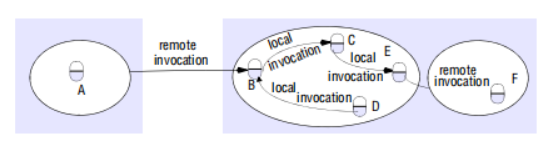 remote
invocation
A
B
local
invocation
C
local
invocation
E
local
invocation
D
remote
invocation
F